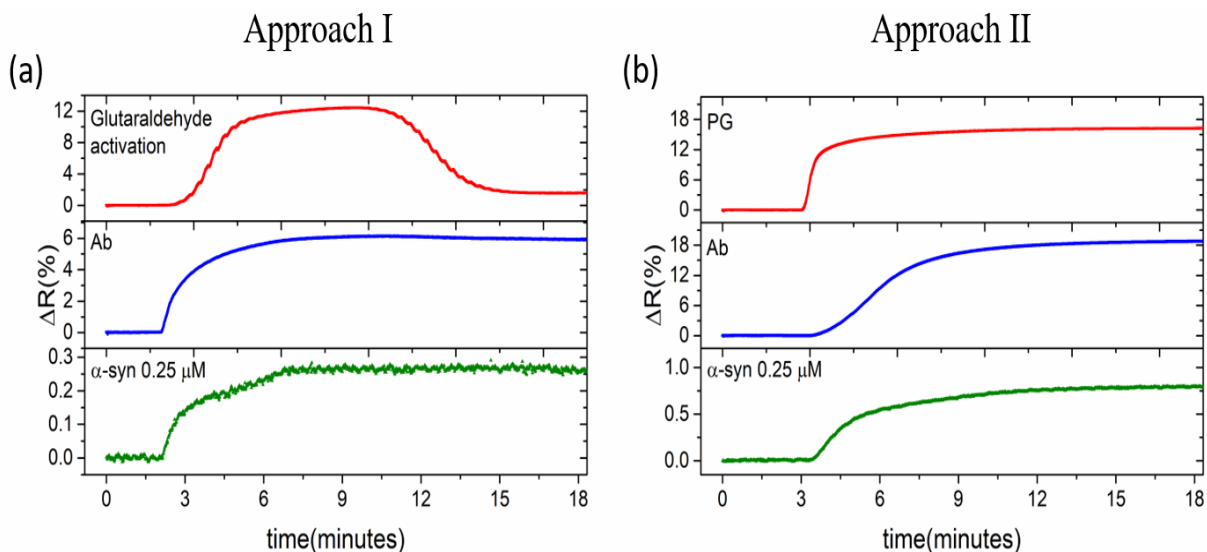 Approach I
(a)
Glutaraldehyde
activation
12
8
4
0
Ab
6
4
2
0
ΔR(%)
α-syn 0.25 μM
0.3
0.2
0.1
0.0
0 3 6 9 12 15 18
time(minutes)
Approach II
(b)
PG
18
12
6
0
Ab
18
12
6
0
ΔR(%)
α-syn 0.25 μM
1.0
0.5
0.0
0 3 6 9 12 15 18
time(minutes)